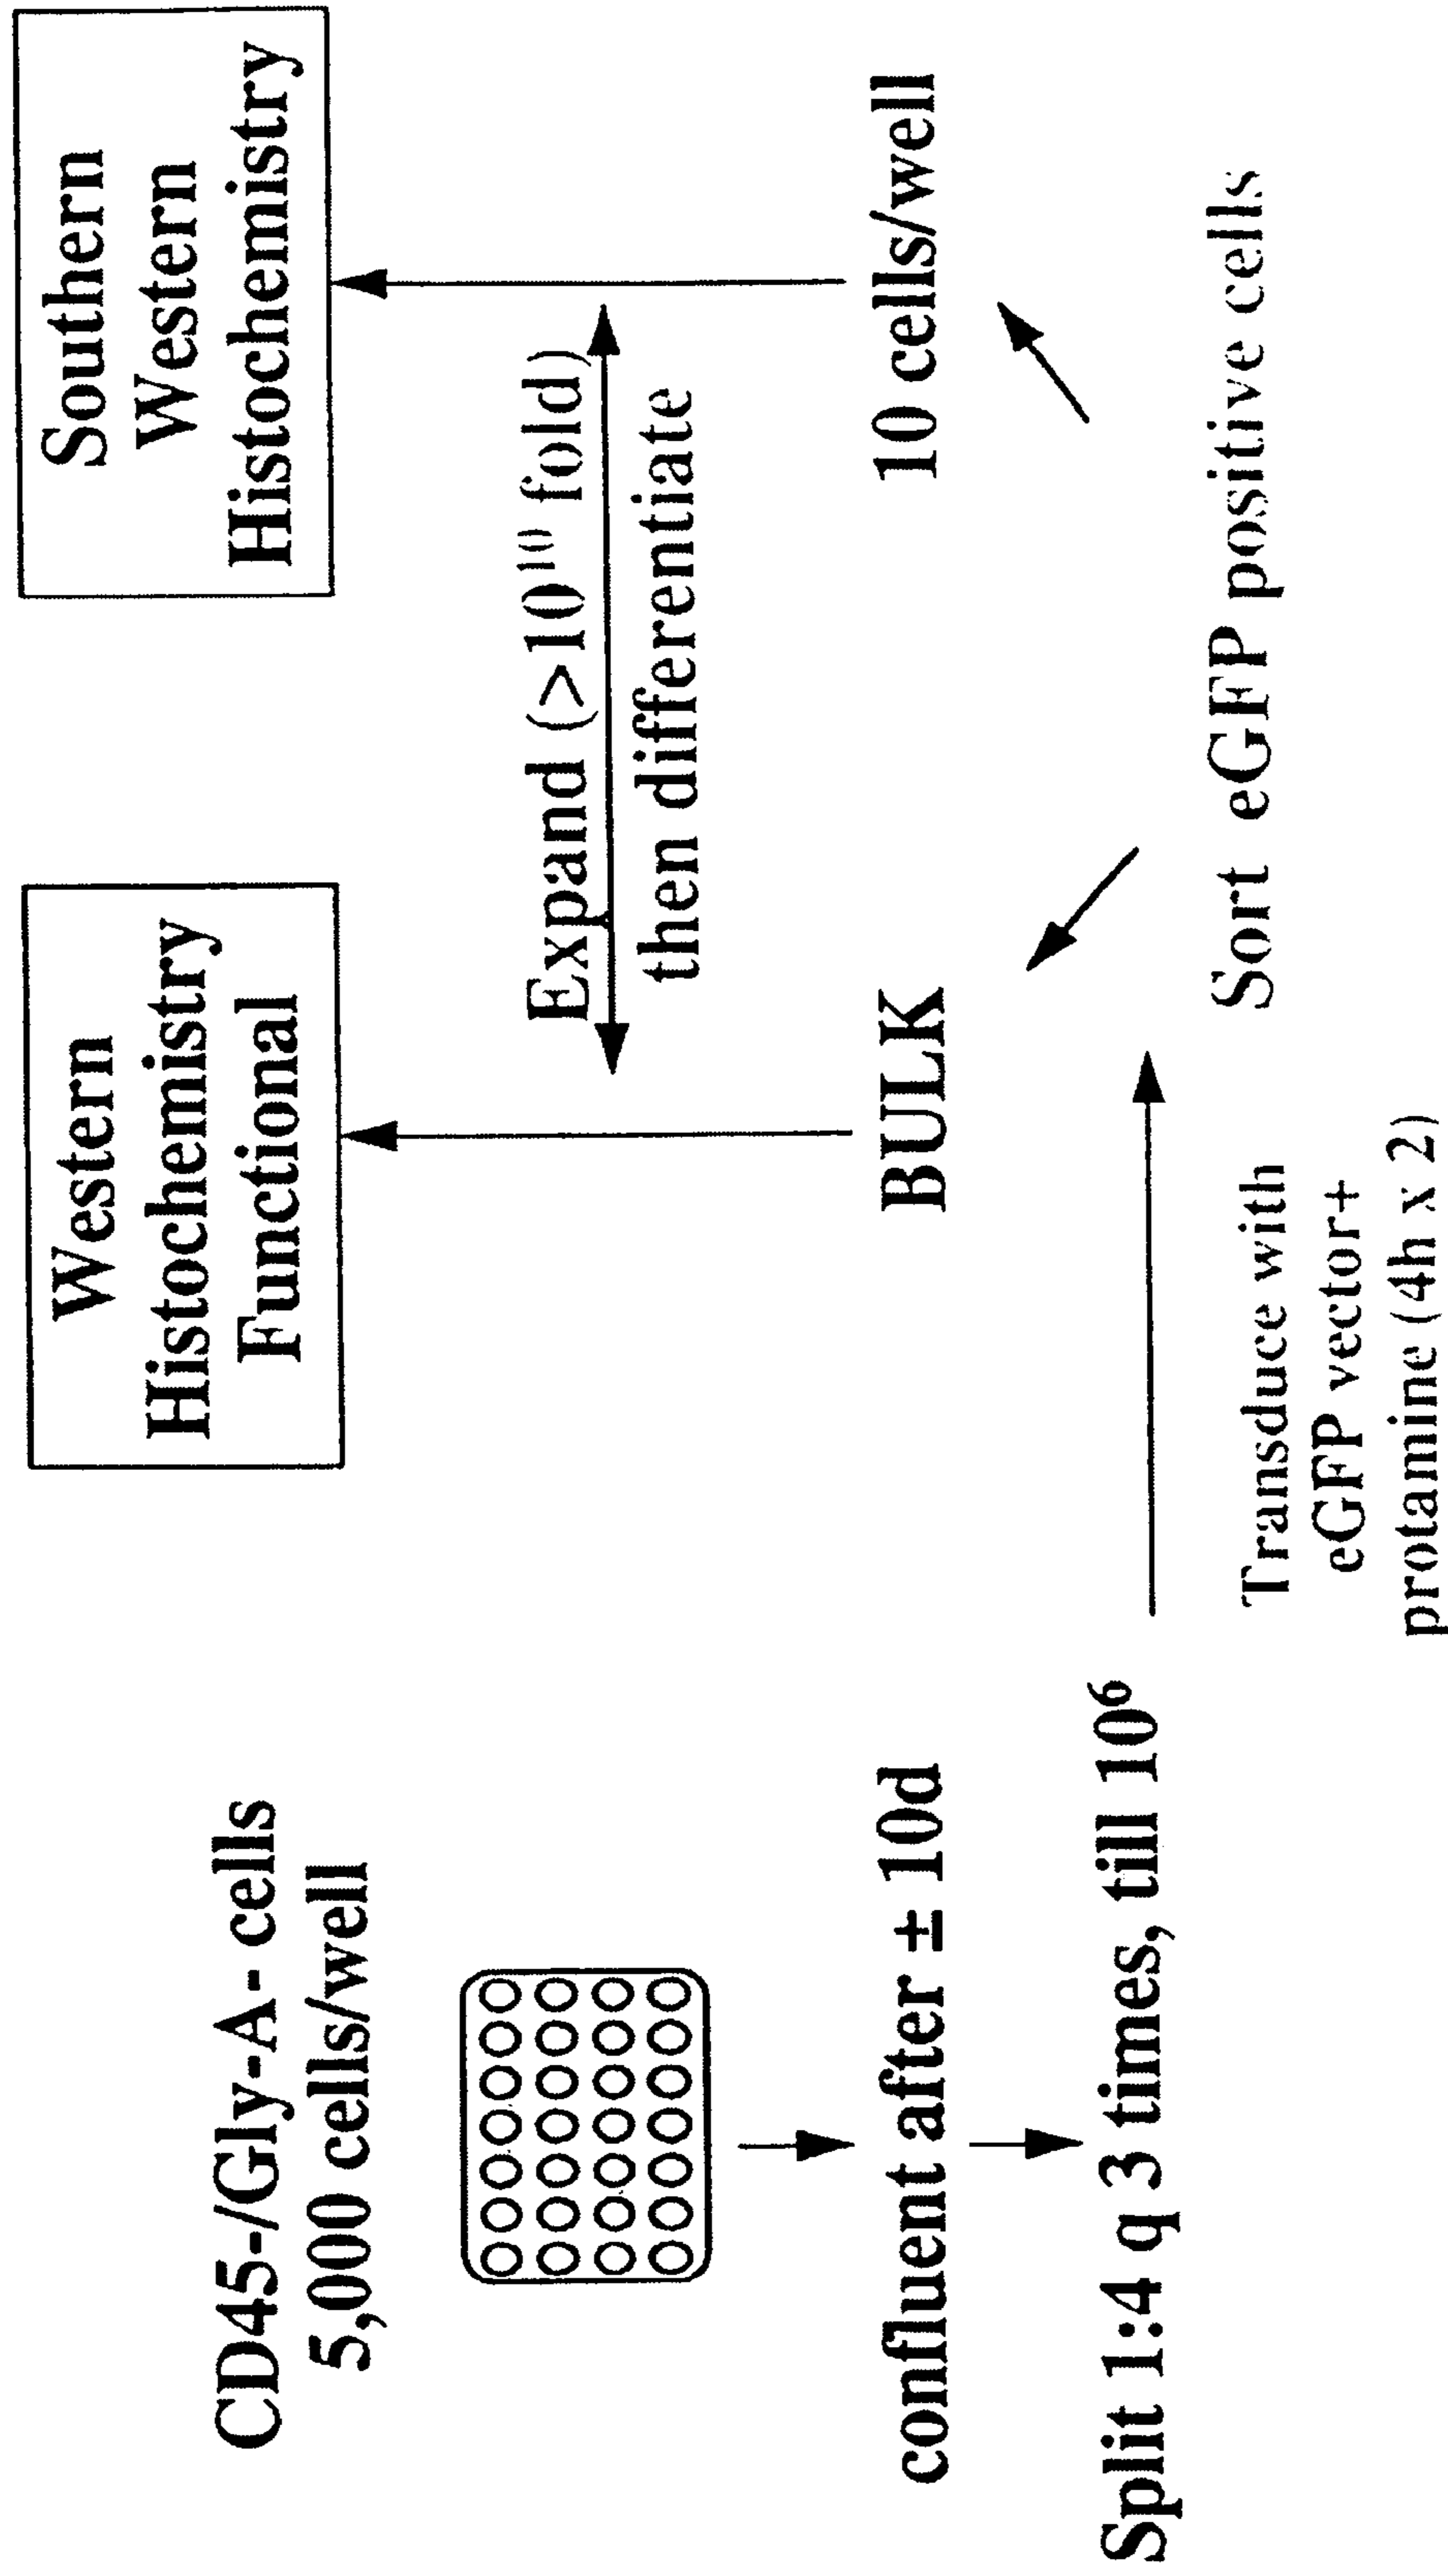 CD45-/Gly-A- cells
5,000 cells/well
confluent after ± 10d
Split 1:4 q 3 times, till 10⁶
Transduce with
eGFP vector+
protamine (4h x 2)
Sort eGFP positive cells
BULK
10 cells/well
Expand (>10¹⁰ fold)
then differentiate
Western
Histochemistry
Functional
Southern
Western
Histochemistry